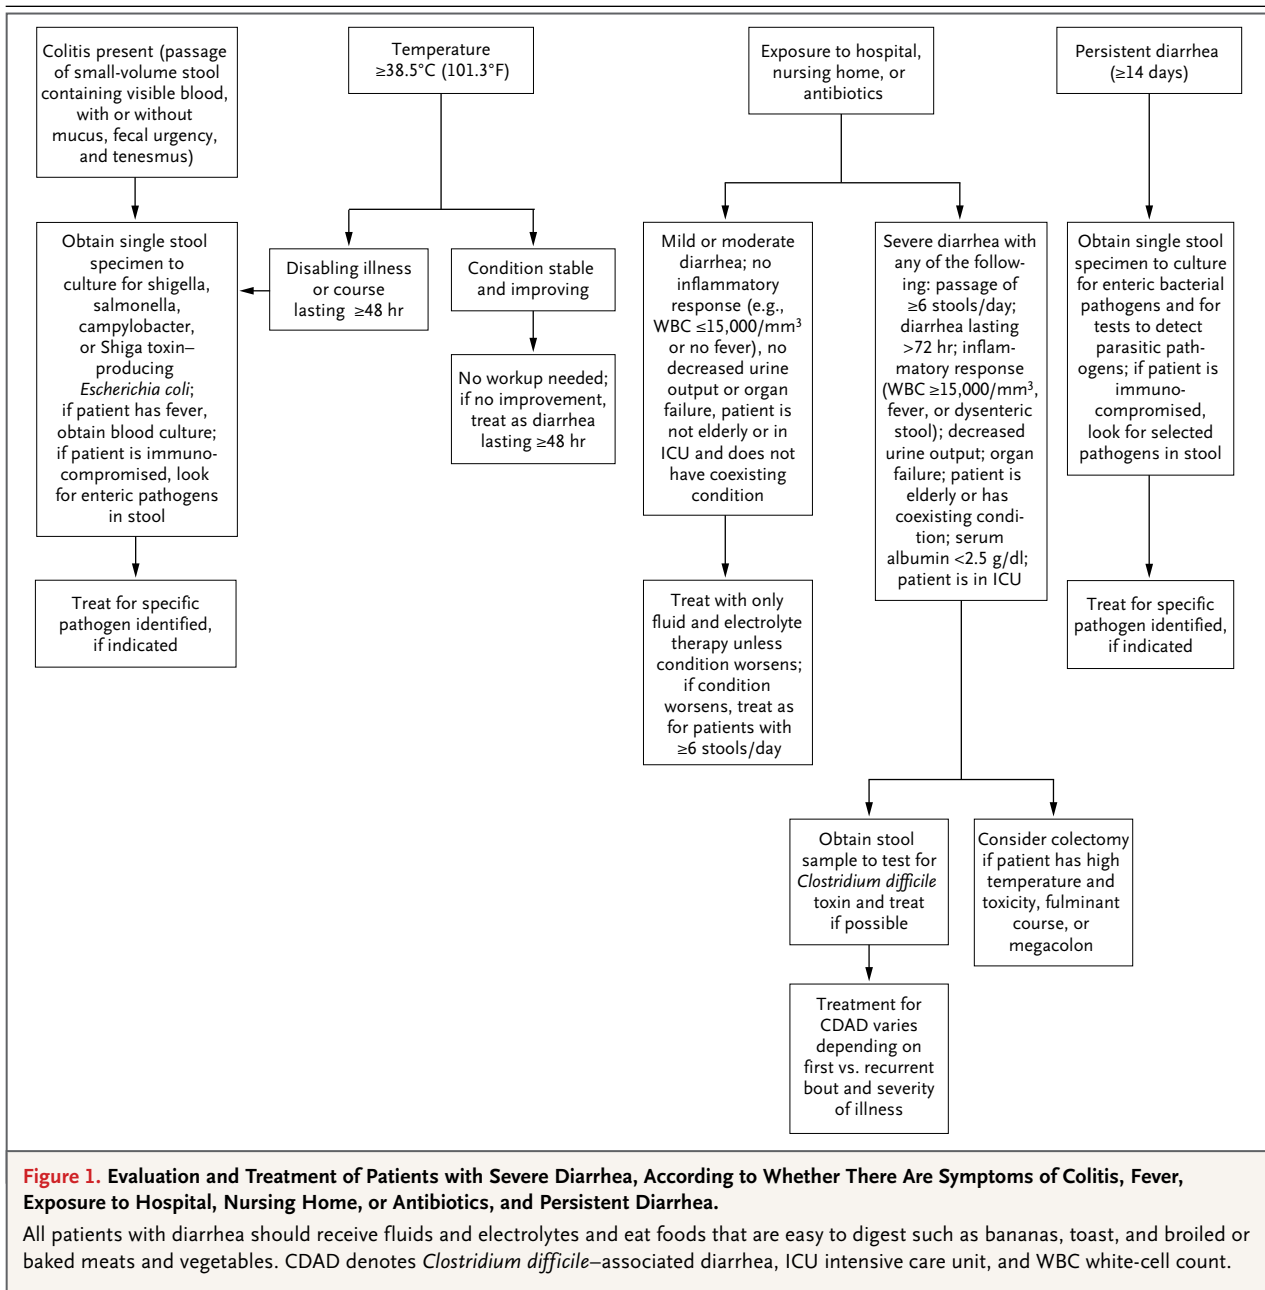 Colitis present (passage
of small-volume stool
containing visible blood,
with or without
mucus, fecal urgency,
and tenesmus)
Temperature
≥38.5°C (101.3°F)
Exposure to hospital,
nursing home, or
antibiotics
Persistent diarrhea
(≥14 days)
Obtain single stool
specimen to
culture for shigella,
salmonella,
campylobacter,
or Shiga toxin–
producing
Escherichia coli;
if patient has fever,
obtain blood culture;
if patient is immuno-
compromised, look
for enteric pathogens
in stool
Disabling illness
or course
lasting ≥48 hr
Condition stable
and improving
No workup needed;
if no improvement,
treat as diarrhea
lasting ≥48 hr
Mild or moderate
diarrhea; no
inflammatory
response (e.g.,
WBC ≤15,000/mm³
or no fever), no
decreased urine
output or organ
failure, patient is
not elderly or in
ICU and does not
have coexisting
condition
Severe diarrhea with
any of the follow-
ing: passage of
≥6 stools/day;
diarrhea lasting
>72 hr; inflam-
matory response
(WBC ≥15,000/mm³,
fever, or dysenteric
stool); decreased
urine output; organ
failure; patient is
elderly or has
coexisting condi-
tion; serum
albumin <2.5 g/dl;
patient is in ICU
Obtain single stool
specimen to culture
for enteric bacterial
pathogens and for
tests to detect
parasitic path-
ogens; if patient is
immuno-
compromised,
look for selected
pathogens in stool
Treat for specific
pathogen identified,
if indicated
Treat with only
fluid and electrolyte
therapy unless
condition worsens;
if condition
worsens, treat as
for patients with
≥6 stools/day
Treat for specific
pathogen identified,
if indicated
Obtain stool
sample to test for
Clostridium difficile
toxin and treat
if possible
Consider colectomy
if patient has high
temperature and
toxicity, fulminant
course, or
megacolon
Treatment for
CDAD varies
depending on
first vs. recurrent
bout and severity
of illness
Figure 1. Evaluation and Treatment of Patients with Severe Diarrhea, According to Whether There Are Symptoms of Colitis, Fever,
Exposure to Hospital, Nursing Home, or Antibiotics, and Persistent Diarrhea.
All patients with diarrhea should receive fluids and electrolytes and eat foods that are easy to digest such as bananas, toast, and broiled or
baked meats and vegetables. CDAD denotes Clostridium difficile–associated diarrhea, ICU intensive care unit, and WBC white-cell count.